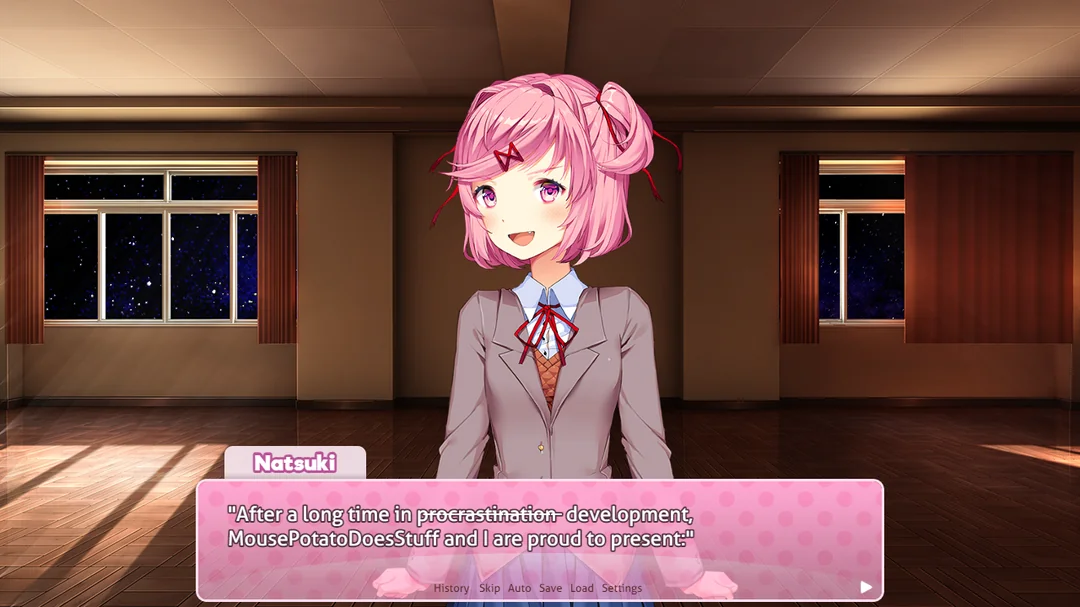 Natsuki
"After a long time in ~~procrastination~~ development,
MousePotatoDoesStuff and I are proud to present:"
History Skip Auto Save Load Settings